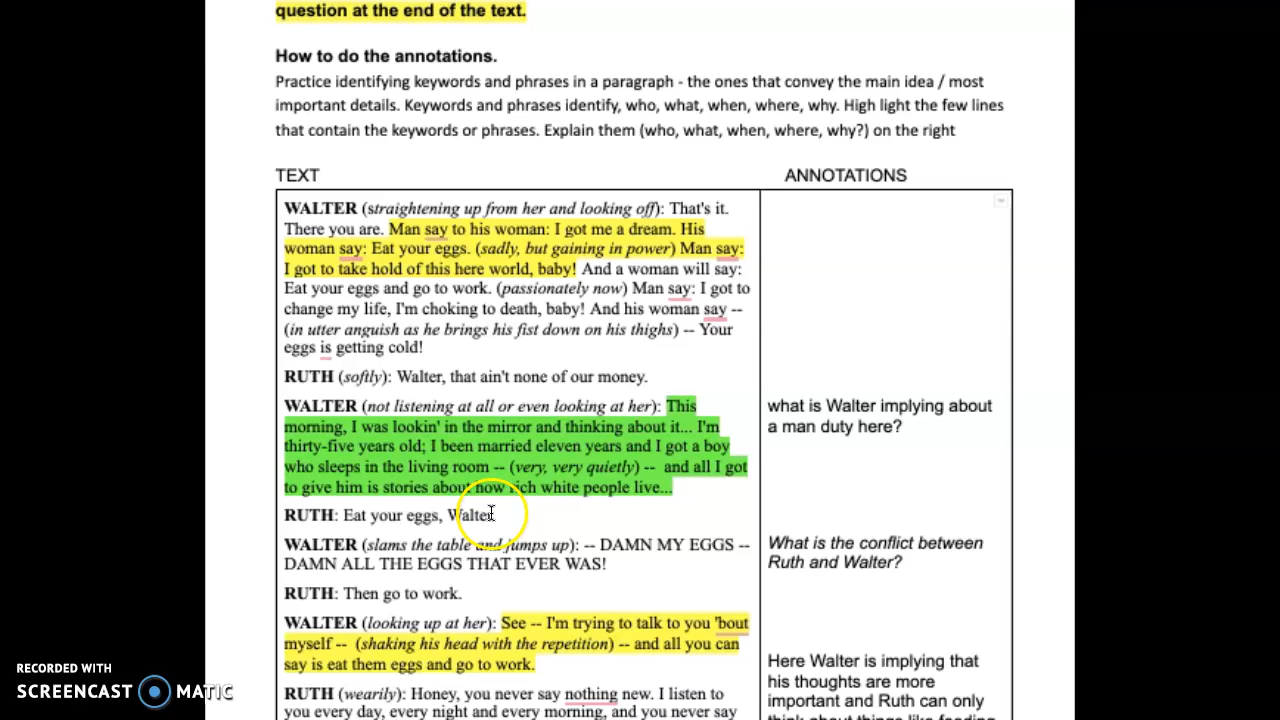 question at the end of the text.
How to do the annotations.
Practice identifying keywords and phrases in a paragraph - the ones that convey the main idea / most
important details. Keywords and phrases identify, who, what, when, where, why. High light the few lines
that contain the keywords or phrases. Explain them (who, what, when, where, why?) on the right
TEXT
ANNOTATIONS
WALTER (straightening up from her and looking off): That's it.
There you are. Man say to his woman: I got me a dream. His
woman say: Eat your eggs. (sadly, but gaining in power) Man say:
I got to take hold of this here world, baby! And a woman will say:
Eat your eggs and go to work. (passionately now) Man say: I got to
change my life, I'm choking to death, baby! And his woman say --
(in utter anguish as he brings his fist down on his thighs) -- Your
eggs is getting cold!
RUTH (softly): Walter, that ain't none of our money.
WALTER (not listening at all or even looking at her): This
morning, I was lookin' in the mirror and thinking about it... I'm
thirty-five years old; I been married eleven years and I got a boy
who sleeps in the living room -- (very, very quietly) -- and all I got
to give him is stories about how rich white people live...
what is Walter implying about
a man duty here?
RUTH: Eat your eggs, Walter.
WALTER (slams the table and jumps up): -- DAMN MY EGGS --
DAMN ALL THE EGGS THAT EVER WAS!
What is the conflict between
Ruth and Walter?
RUTH: Then go to work.
WALTER (looking up at her): See -- I'm trying to talk to you 'bout
myself -- (shaking his head with the repetition) -- and all you can
say is eat them eggs and go to work.
RUTH (wearily): Honey, you never say nothing new. I listen to
you every day, every night and every morning, and you never say
Here Walter is implying that
his thoughts are more
important and Ruth can only
think about things like feeding
RECORDED WITH
SCREENCAST MATIC